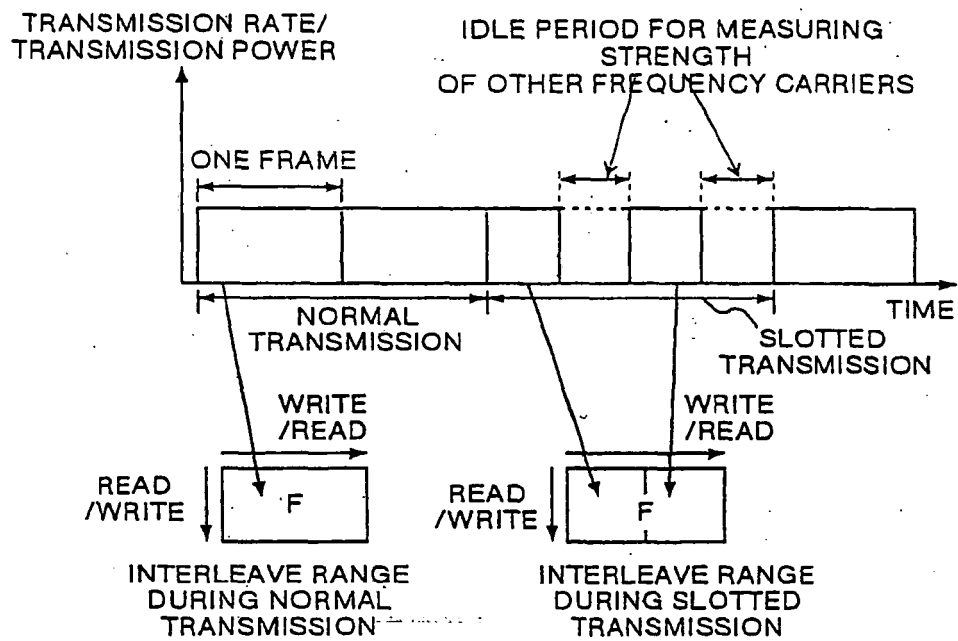 TRANSMISSION RATE/
TRANSMISSION POWER
IDLE PERIOD FOR MEASURING
STRENGTH
OF OTHER FREQUENCY CARRIERS
ONE FRAME
TIME
NORMAL
TRANSMISSION
SLOTTED
TRANSMISSION
WRITE
/READ
READ
/WRITE
F
INTERLEAVE RANGE
DURING NORMAL
TRANSMISSION
WRITE
/READ
READ
/WRITE
F
INTERLEAVE RANGE
DURING SLOTTED
TRANSMISSION